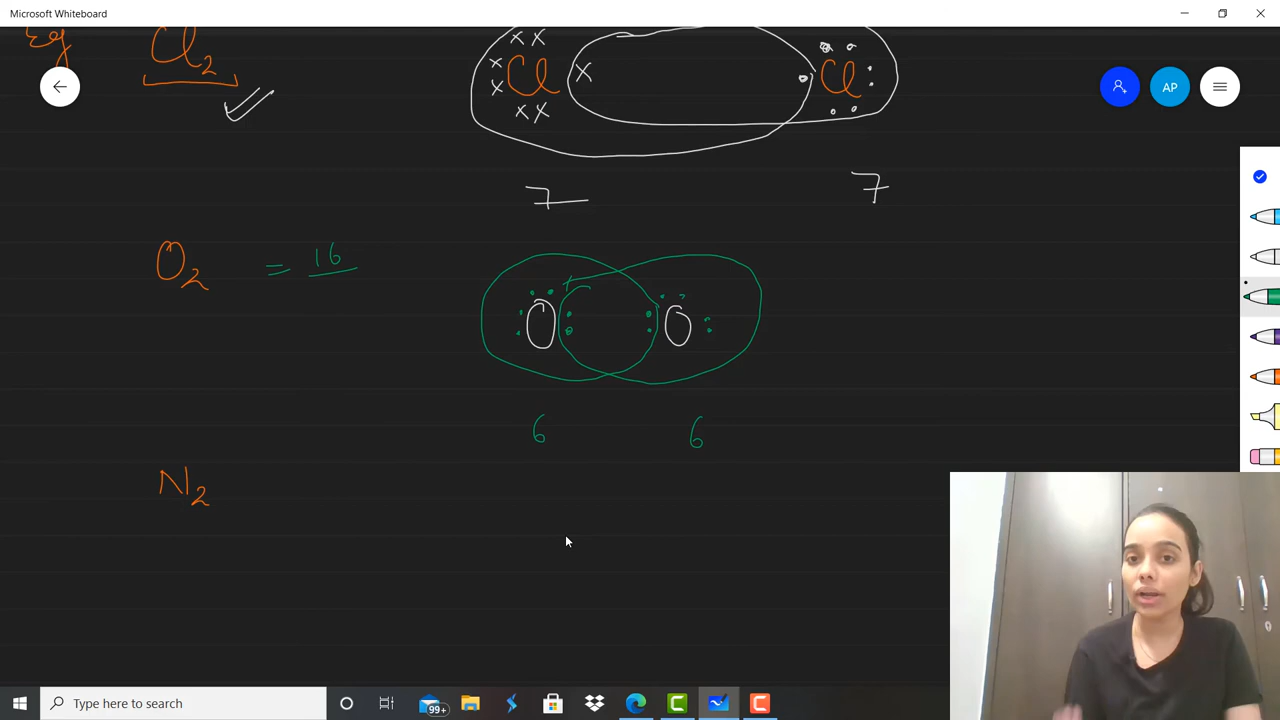 Microsoft Whiteboard
Eg
Cl2
x x
x Cl x
x
x x
Cl
AP
7 7
O2 = 16
O O
6 6
N2
Type here to search
99+